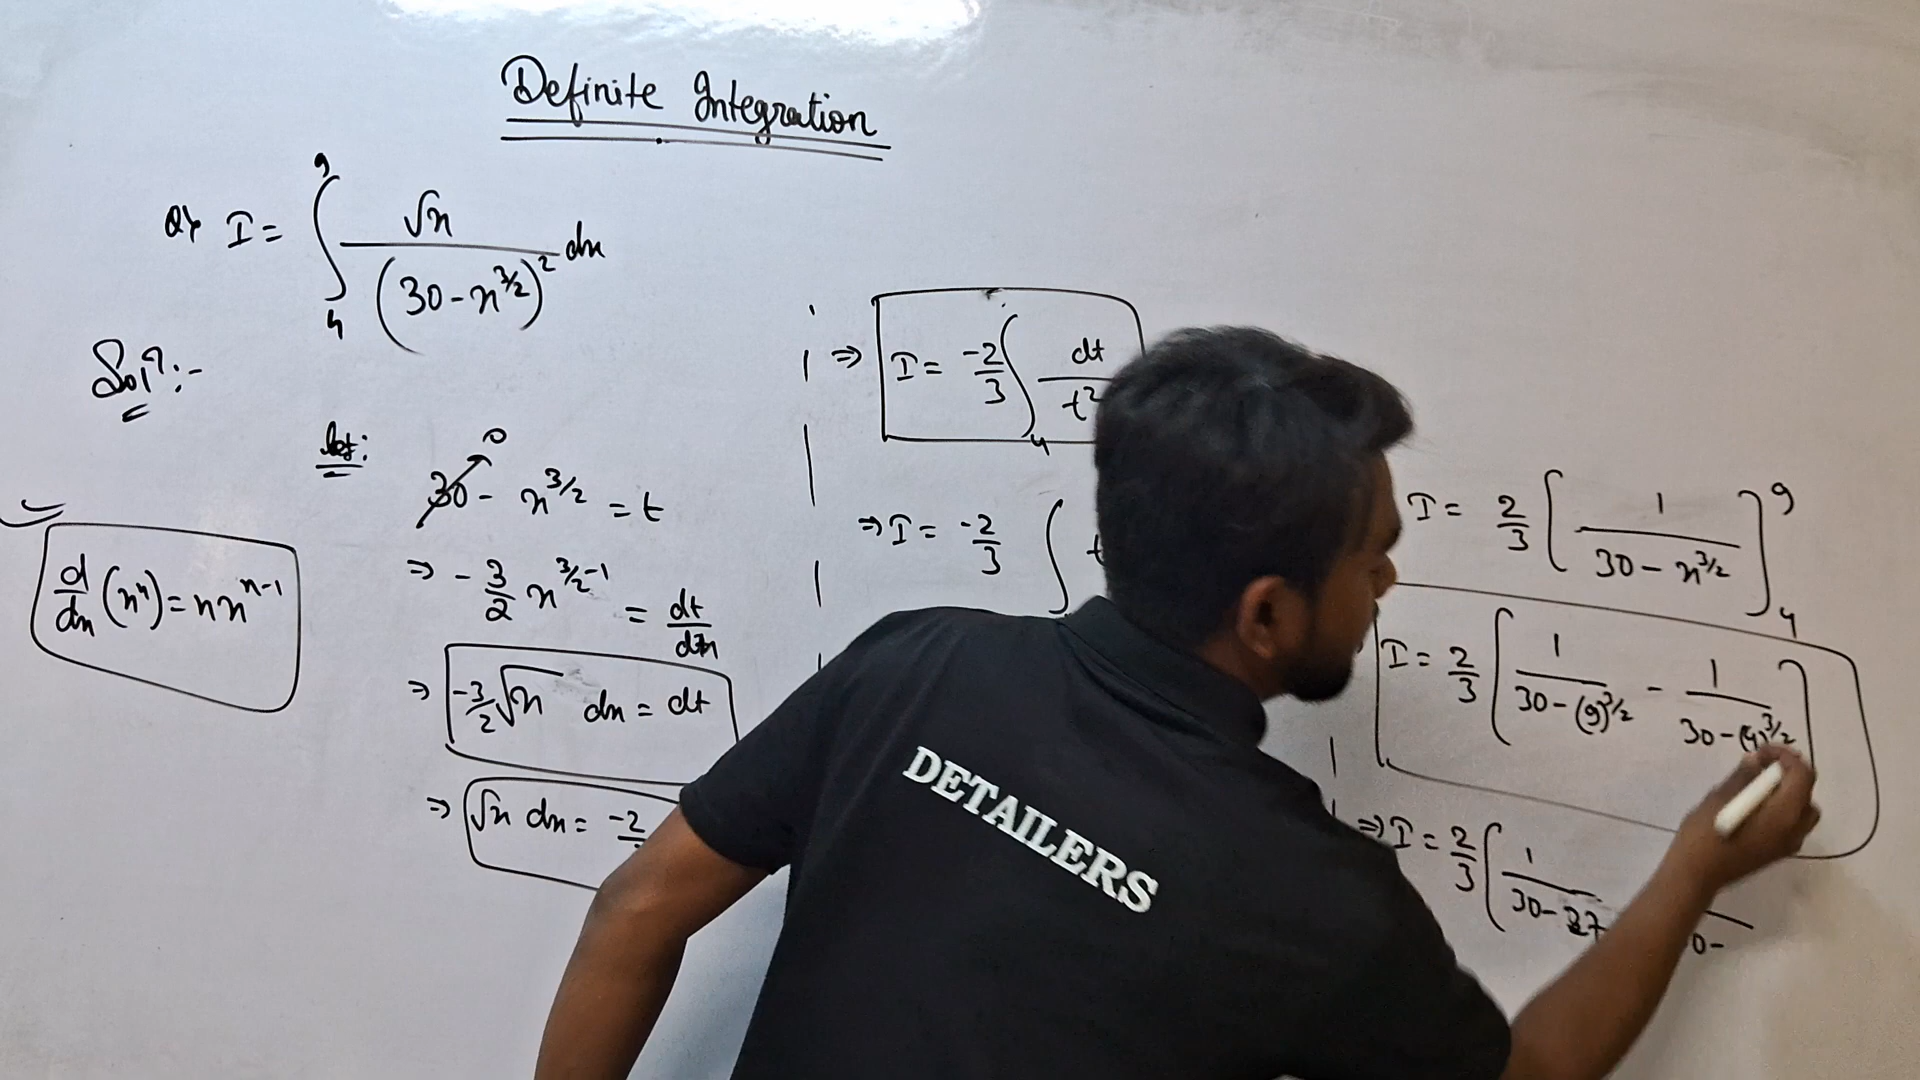 Definite Integration
Q) I = ∫₄⁹ √x / (30 - x^{3/2})² dx
Solⁿ:-
let:
30 - x^{3/2} = t
0
⇒ -3/2 x^{3/2 - 1} = dt/dx
⇒ -3/2 √x dx = dt
⇒ √x dx = -2
d/dx (xⁿ) = n x^{n-1}
⇒ I = -2/3 ∫₄ dt/t²
⇒ I = -2/3 ∫ t
I = 2/3 [1/(30 - x^{3/2})]₄⁹
I = 2/3 [1/(30 - (9)^{3/2}) - 1/(30 - (4)^{3/2})]
⇒ I = 2/3 [1/(30 - 27) 0 -
DETAILERS